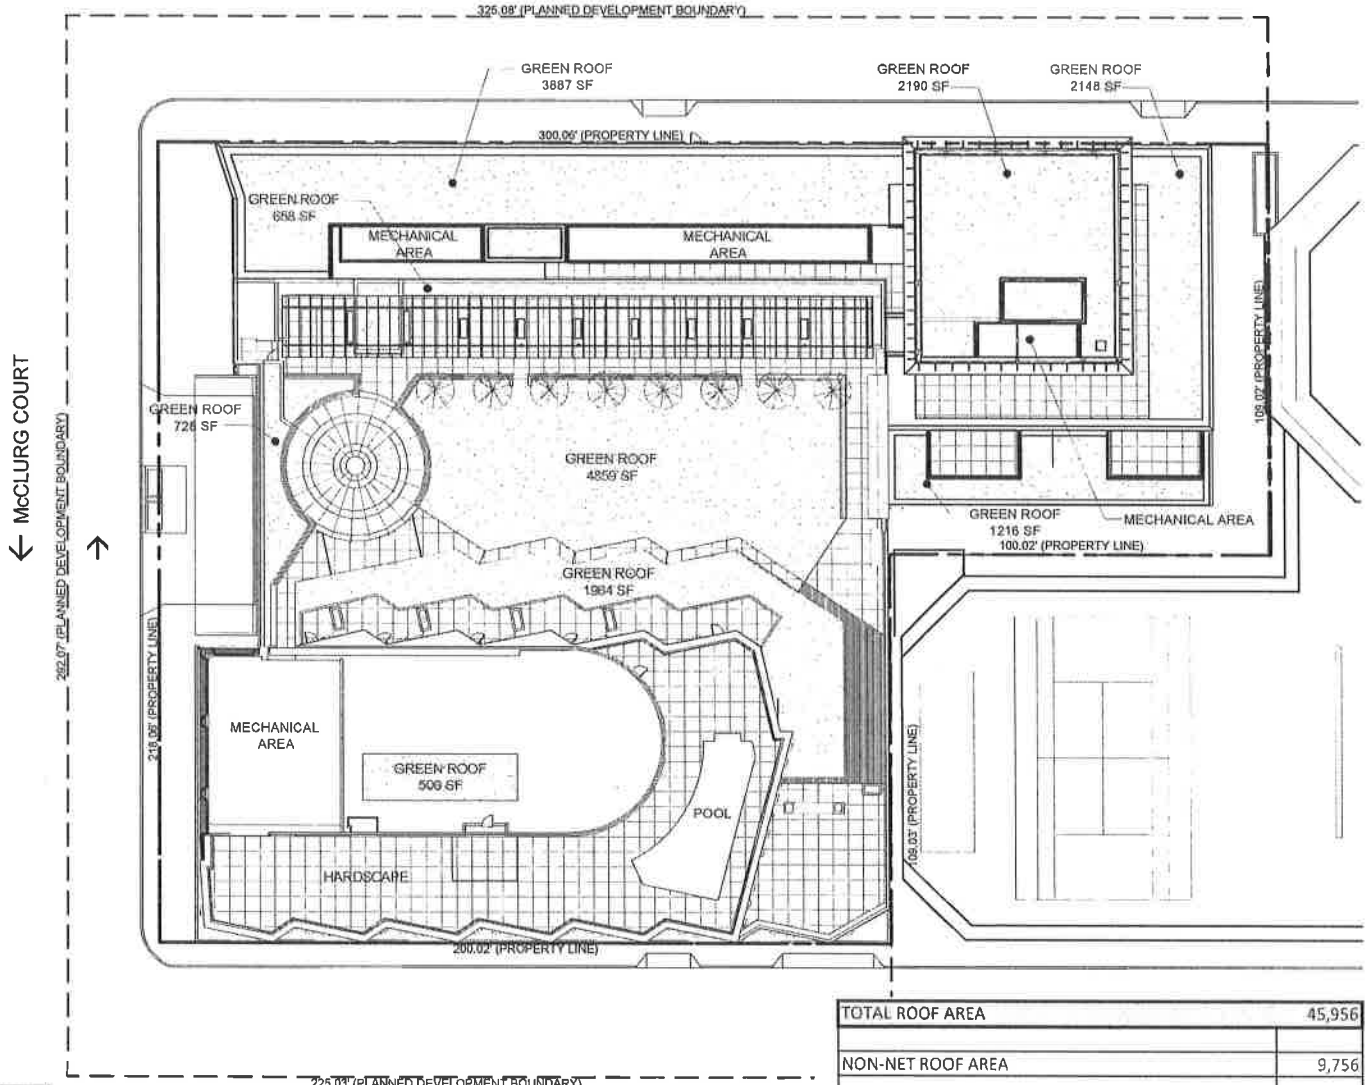 325.08' (PLANNED DEVELOPMENT BOUNDARY)
GREEN ROOF
3887 SF
GREEN ROOF
2190 SF
GREEN ROOF
2148 SF
300.06' (PROPERTY LINE)
GREEN ROOF
658 SF
MECHANICAL
AREA
MECHANICAL
AREA
109.02' (PROPERTY LINE)
← McCLURG COURT
292.07' (PLANNED DEVELOPMENT BOUNDARY)
GREEN ROOF
726 SF
GREEN ROOF
4859 SF
GREEN ROOF
1216 SF
MECHANICAL AREA
100.02' (PROPERTY LINE)
GREEN ROOF
1964 SF
218.06' (PROPERTY LINE)
MECHANICAL
AREA
GREEN ROOF
506 SF
POOL
109.03' (PROPERTY LINE)
HARDSCAPE
200.02' (PROPERTY LINE)
TOTAL ROOF AREA 45,956
NON-NET ROOF AREA 9,756
225.03' (PLANNED DEVELOPMENT BOUNDARY)